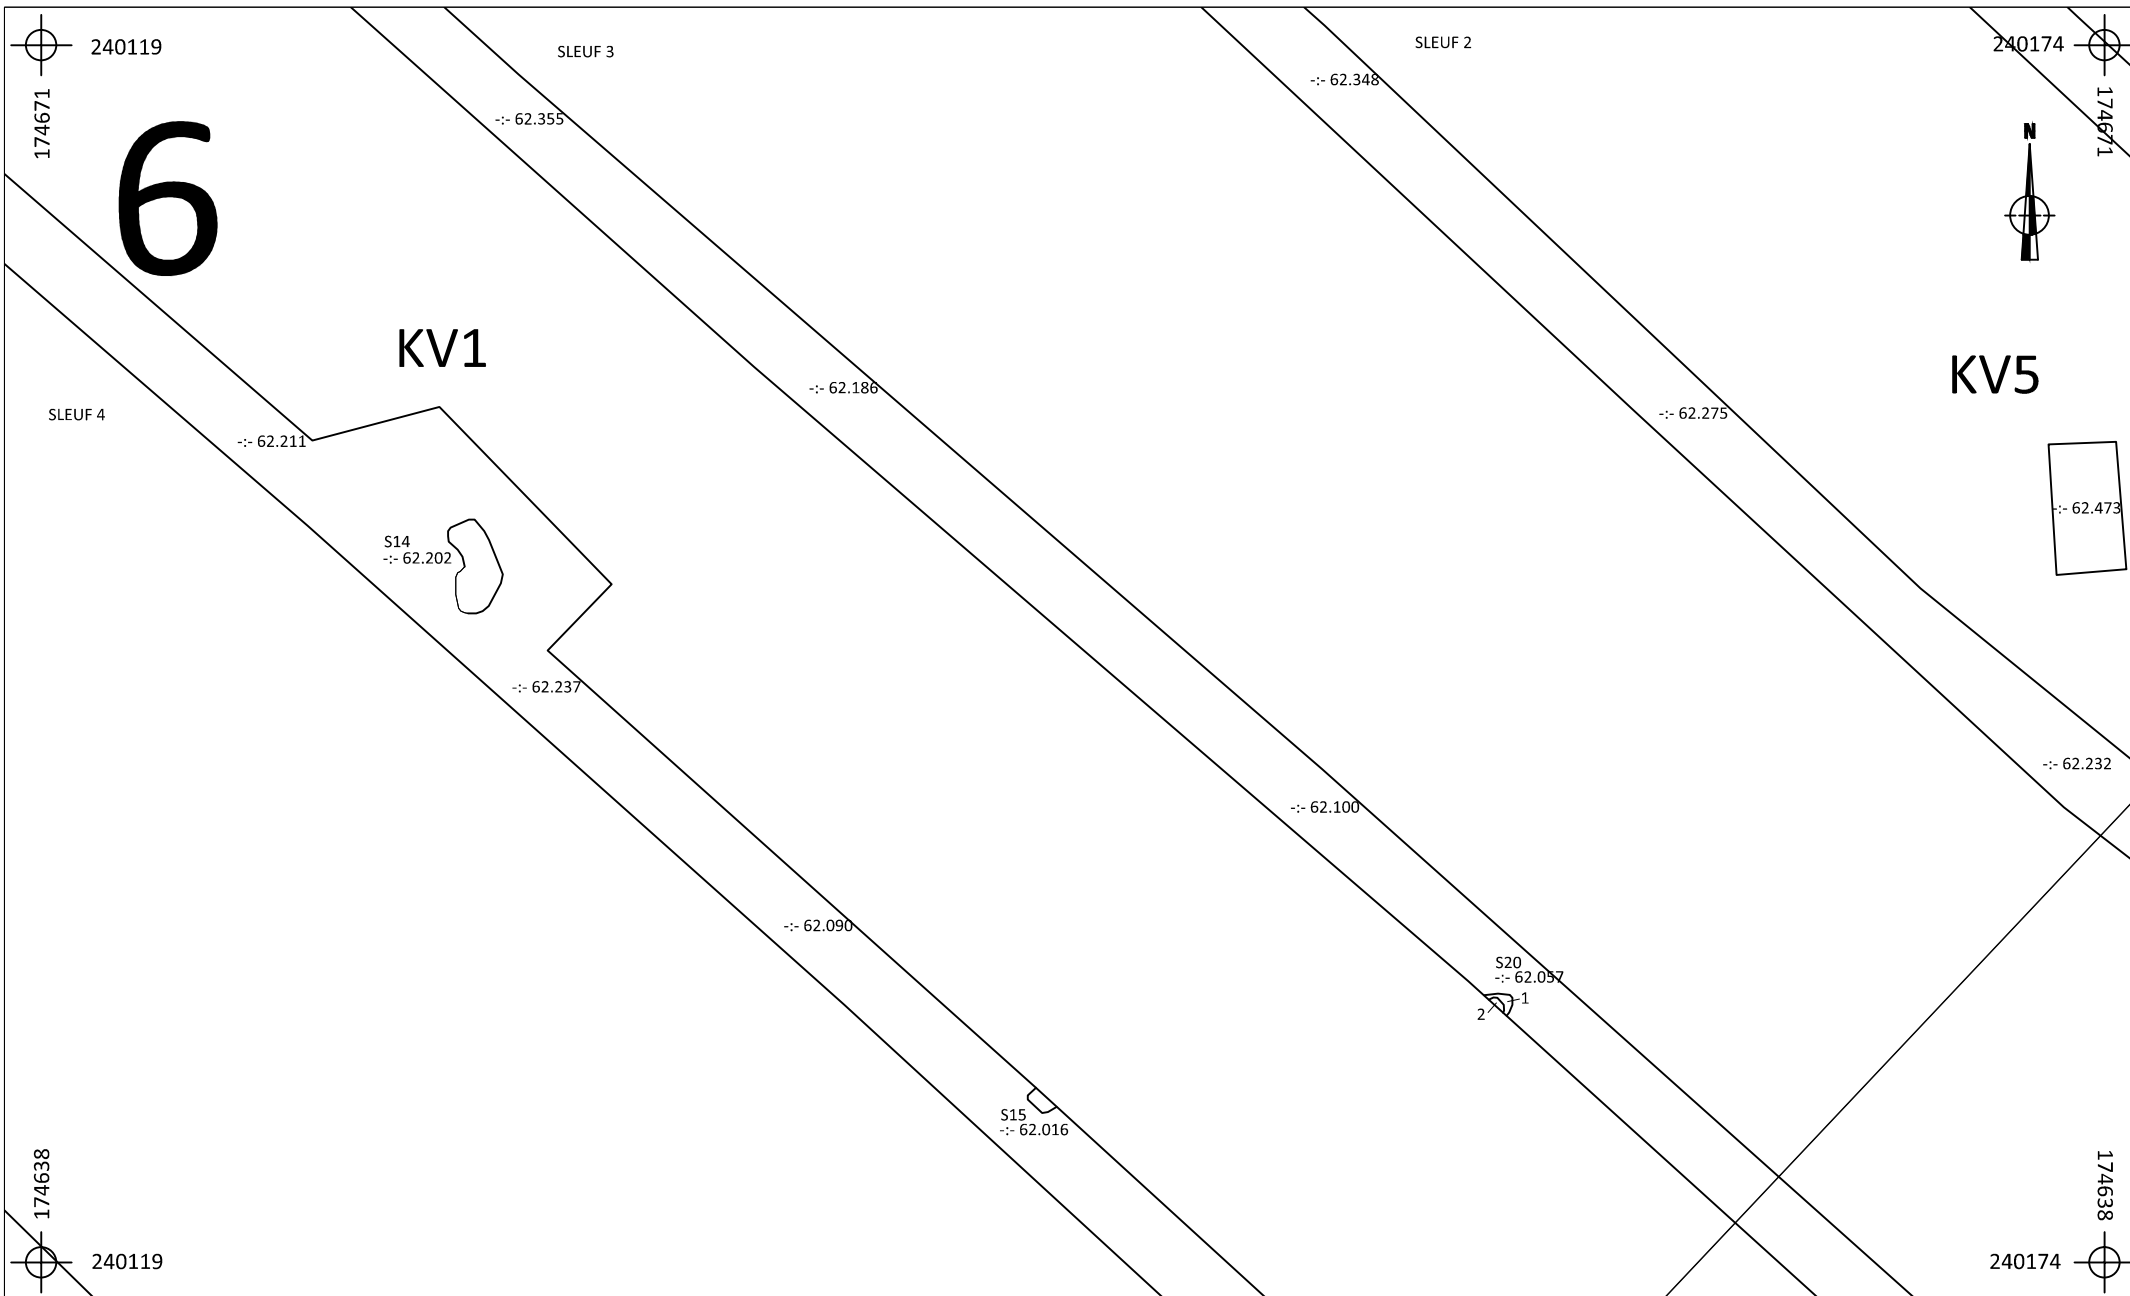 240119
SLEUF 3
SLEUF 2
240174
174671
174671
-:- 62.348
-:- 62.355
N
6
KV1
KV5
-:- 62.186
SLEUF 4
-:- 62.275
-:- 62.211
-:- 62.473
S14
-:- 62.202
-:- 62.237
-:- 62.232
-:- 62.100
-:- 62.090
S20
-:- 62.057
1
2
S15
-:- 62.016
174638
174638
240119
240174